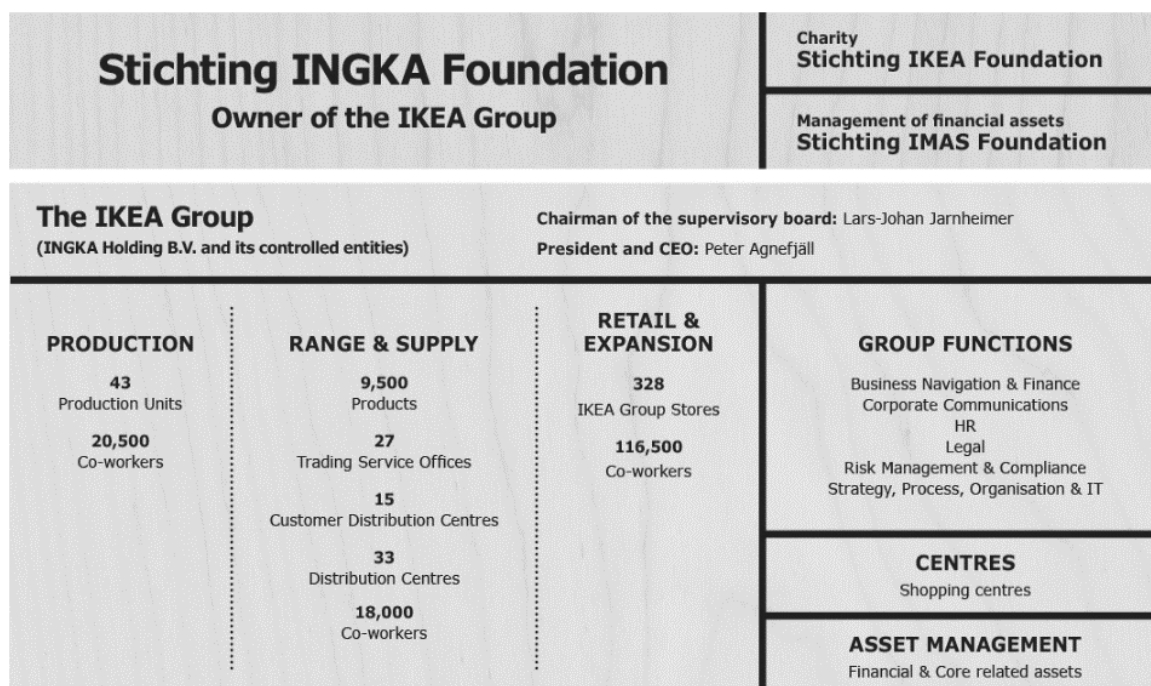 Stichting INGKA Foundation
Owner of the IKEA Group
Charity
Stichting IKEA Foundation
Management of financial assets
Stichting IMAS Foundation
The IKEA Group
(INGKA Holding B.V. and its controlled entities)
Chairman of the supervisory board: Lars-Johan Jarnheimer
President and CEO: Peter Agnefjäll
PRODUCTION
43
Production Units
20,500
Co-workers
RANGE & SUPPLY
9,500
Products
27
Trading Service Offices
15
Customer Distribution Centres
33
Distribution Centres
18,000
Co-workers
RETAIL &
EXPANSION
328
IKEA Group Stores
116,500
Co-workers
GROUP FUNCTIONS
Business Navigation & Finance
Corporate Communications
HR
Legal
Risk Management & Compliance
Strategy, Process, Organisation & IT
CENTRES
Shopping centres
ASSET MANAGEMENT
Financial & Core related assets